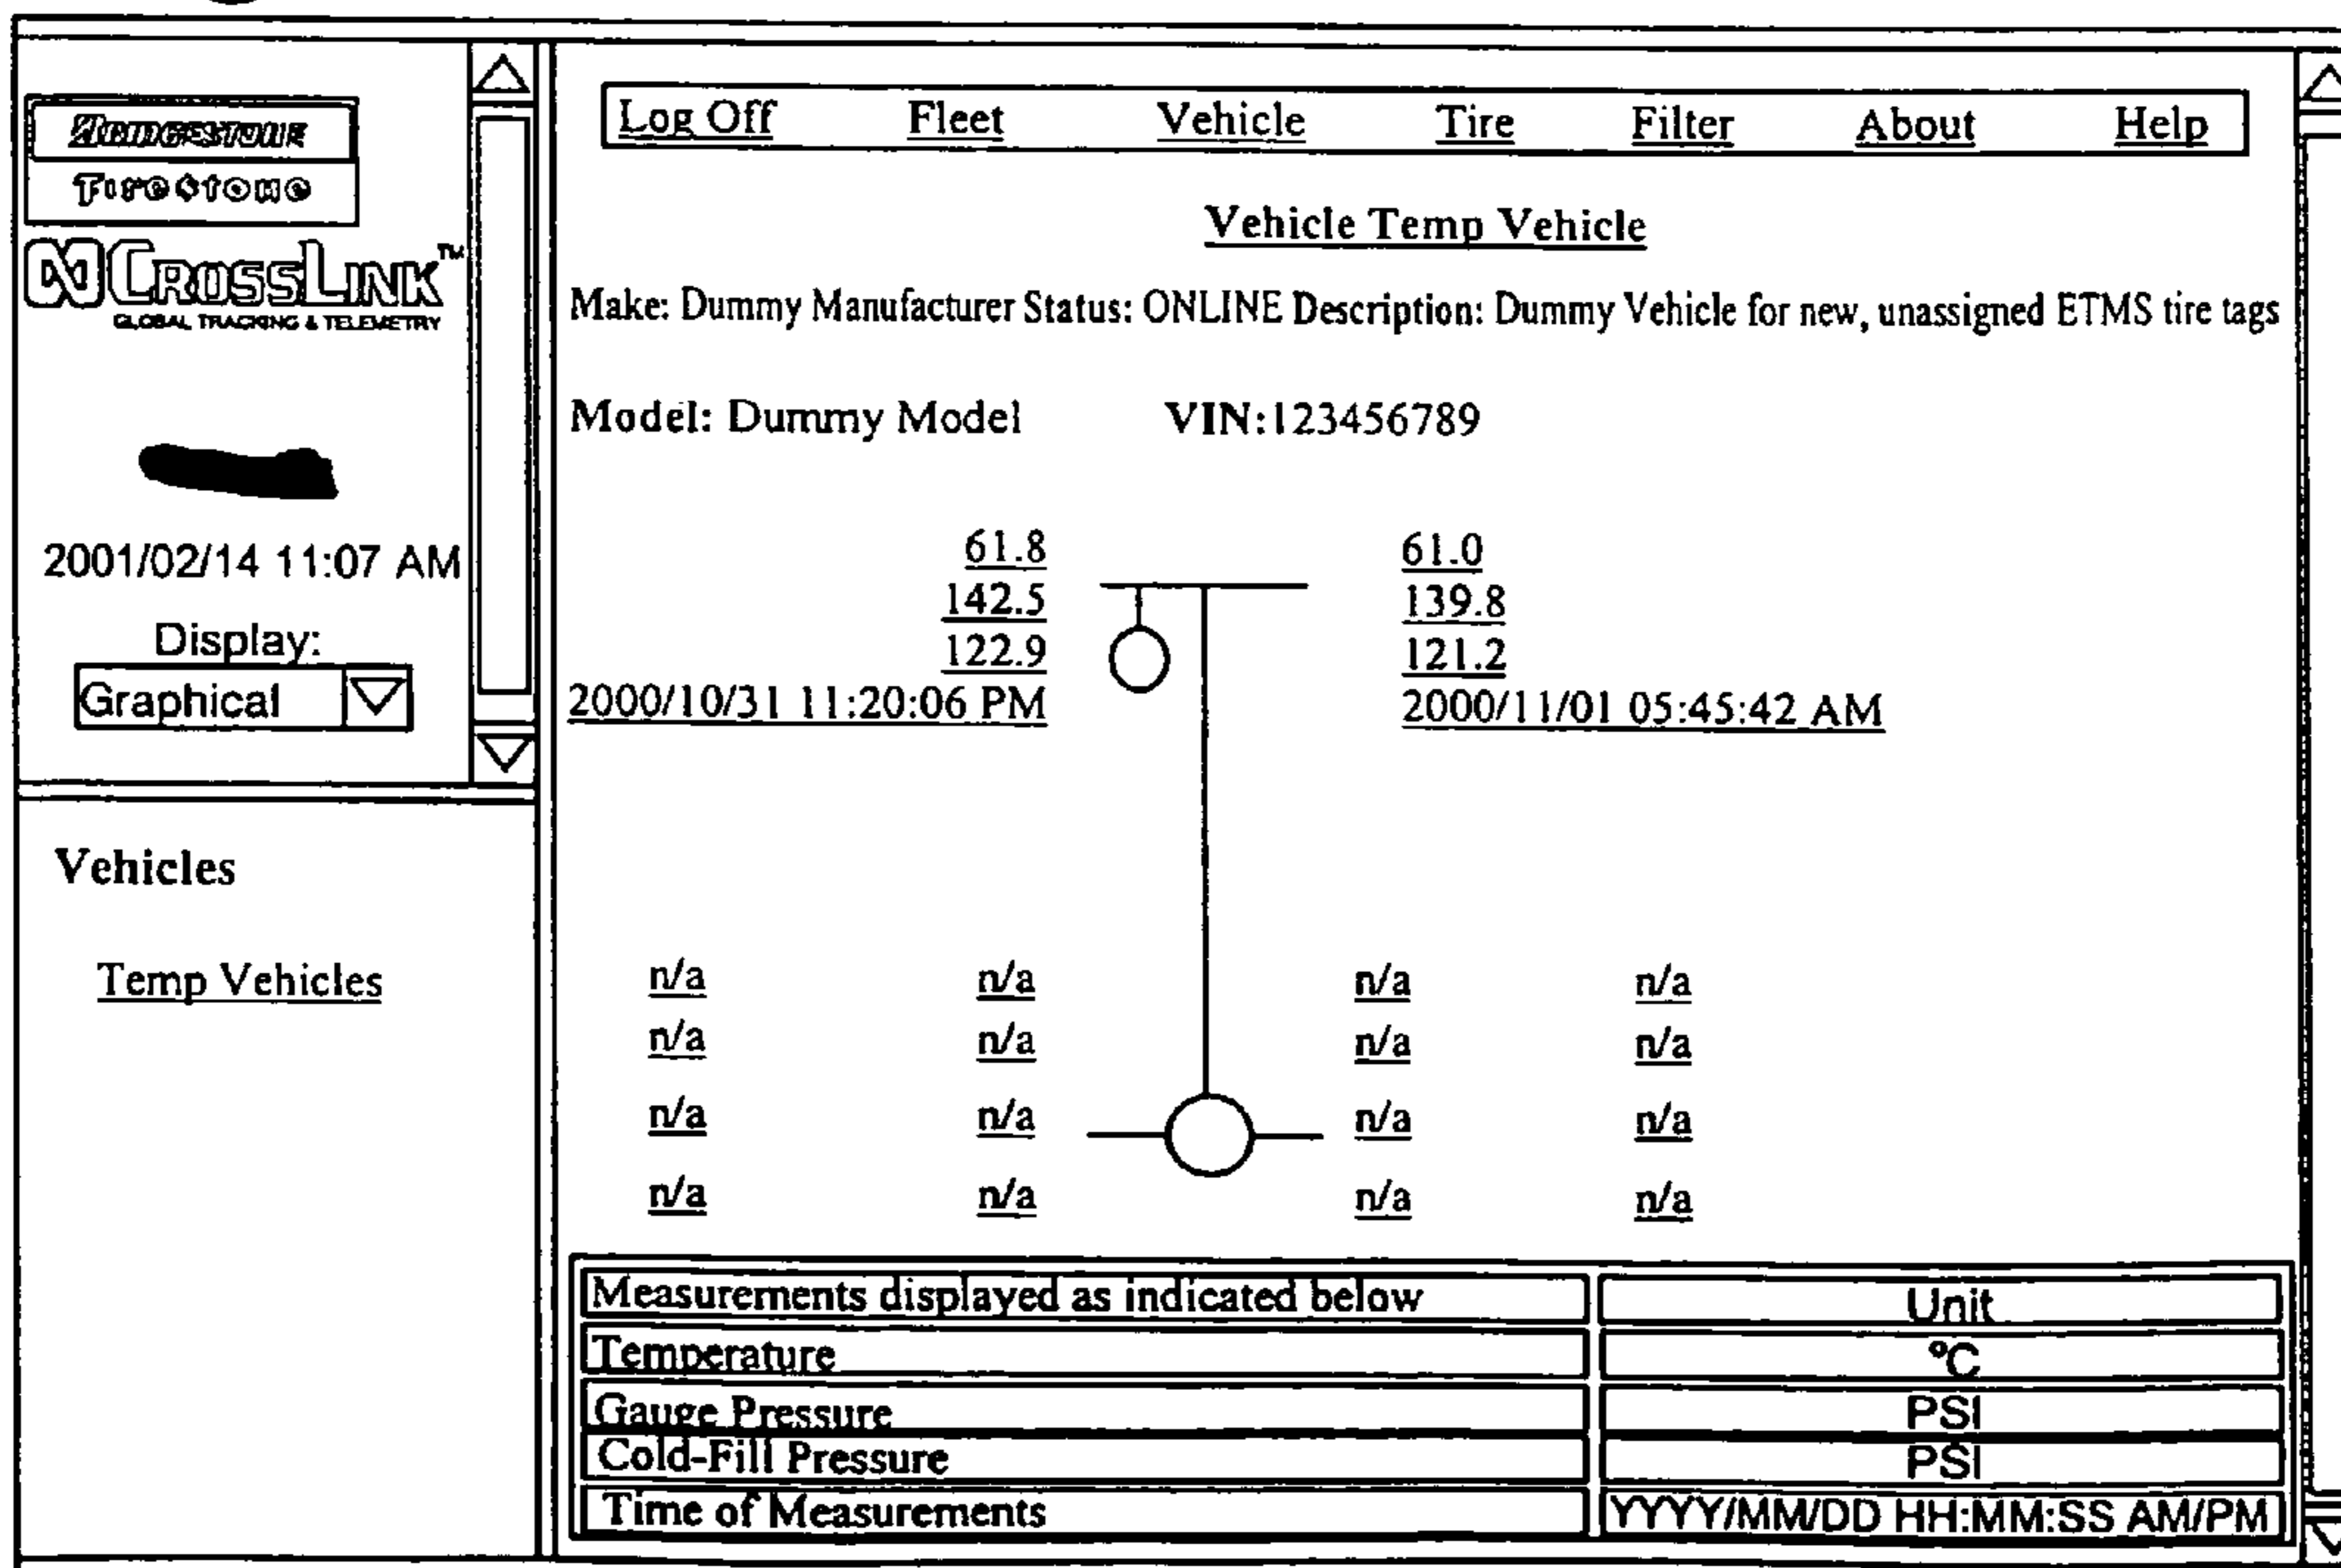 BRIDGESTONE
Firestone
CROSSLINK™
GLOBAL TRACKING & TELEMETRY
2001/02/14 11:07 AM
Display:
Graphical
Vehicles
Temp Vehicles
Log Off Fleet Vehicle Tire Filter About Help
Vehicle Temp Vehicle
Make: Dummy Manufacturer Status: ONLINE Description: Dummy Vehicle for new, unassigned ETMS tire tags
Model: Dummy Model VIN:123456789
61.8 61.0
142.5 139.8
122.9 121.2
2000/10/31 11:20:06 PM 2000/11/01 05:45:42 AM
n/a n/a n/a n/a
n/a n/a n/a n/a
n/a n/a n/a n/a
n/a n/a n/a n/a
Measurements displayed as indicated below Unit
Temperature °C
Gauge Pressure PSI
Cold-Fill Pressure PSI
Time of Measurements YYYY/MM/DD HH:MM:SS AM/PM